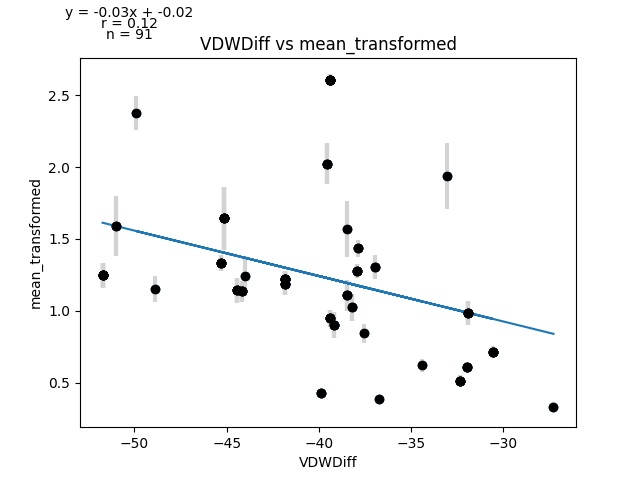 y = -0.03x + -0.02
r = 0.12
n = 91
VDWDiff vs mean_transformed
2.5
2.0
1.5
1.0
0.5
mean_transformed
−50
−45
−40
−35
−30
VDWDiff